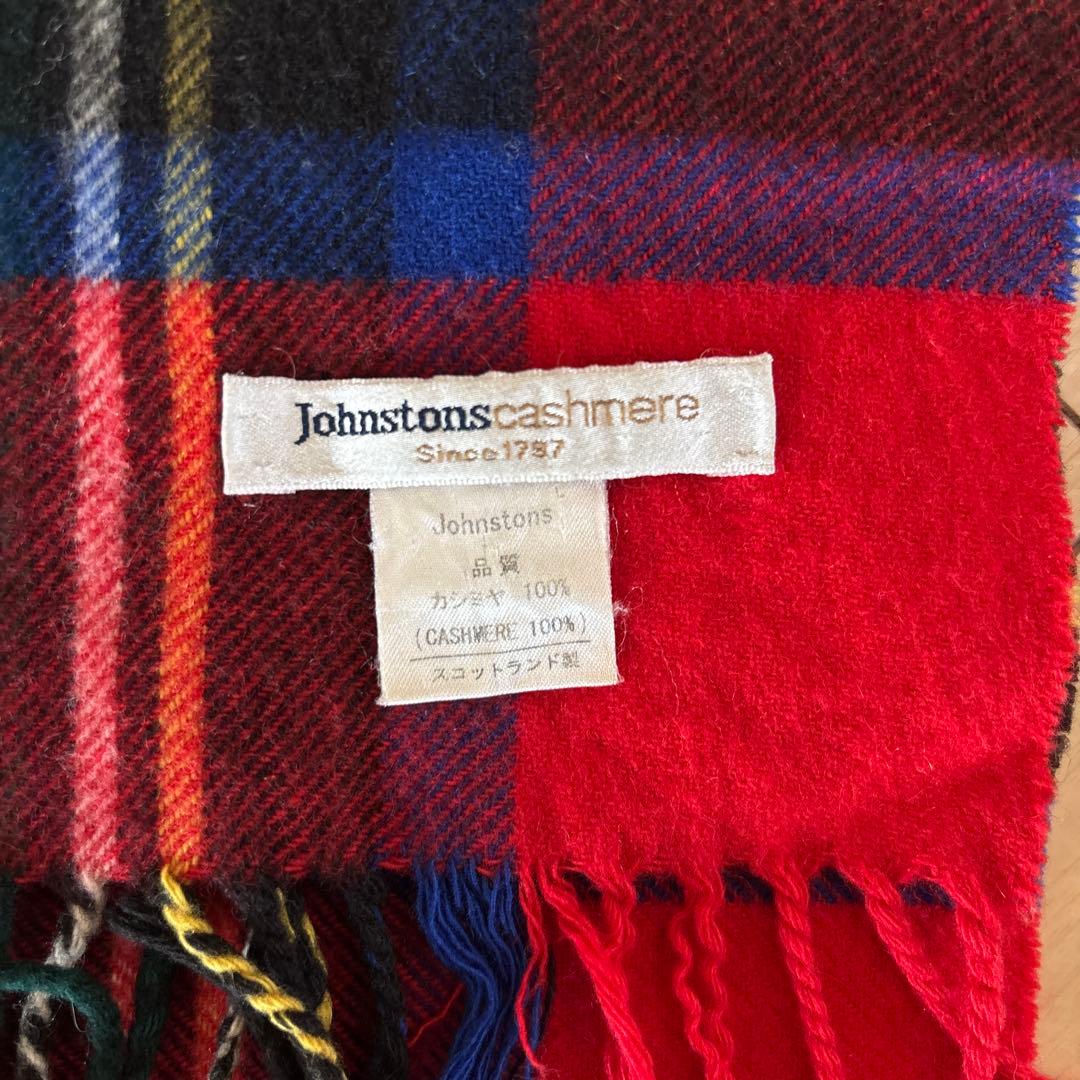 Johnstonscashmere
Since1797
Johnstons
品質
カシミヤ 100%
(CASHMERE 100%)
スコットランド製